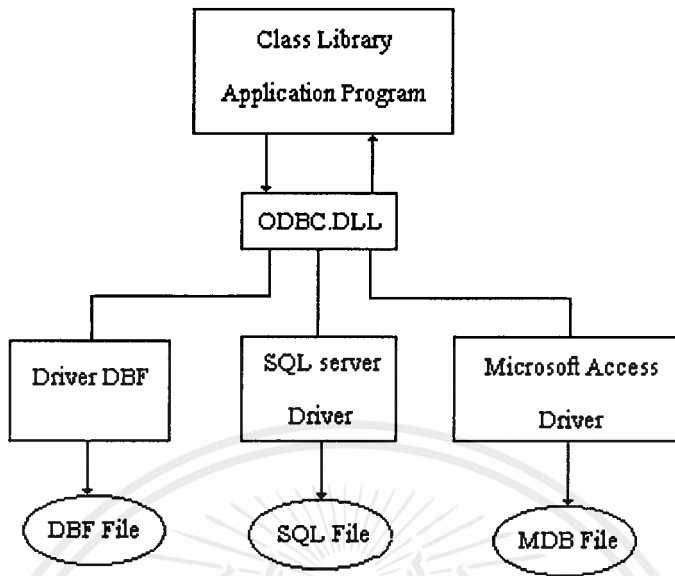 Class Library
Application Program
ODBC.DLL
Driver DBF
SQL server
Driver
Microsoft Access
Driver
DBF File
SQL File
MDB File